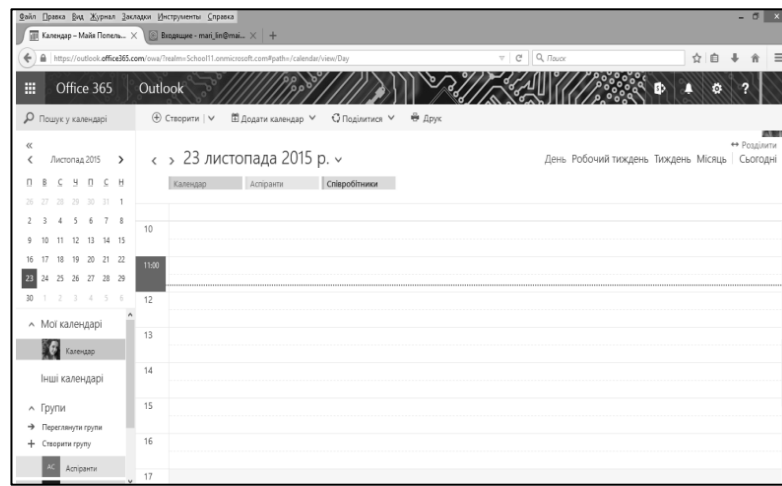 Файл Правка Вид Журнал Закладки Инструменты Справка
Календар – Майя Попель... × Входящие - mari_lin@mai... × +
https://outlook.office365.com/owa/?realm=School11.onmicrosoft.com#path=/calendar/view/Day
Поиск
Office 365 Outlook ?
Пошук у календарі Створити Додати календар Поділитися Друк
Розділити
Листопад 2015
23 листопада 2015 р.
День Робочий тиждень Тиждень Місяць Сьогодні
П В С Ч П С Н
Календар Аспіранти Співробітники
26 27 28 29 30 31 1
2 3 4 5 6 7 8
9 10 11 12 13 14 15
16 17 18 19 20 21 22
23 24 25 26 27 28 29
30 1 2 3 4 5 6
10
11:00
12
13
14
15
16
17
Мої календарі
Календар
Інші календарі
Групи
Переглянути групи
Створити групу
АС Аспіранти